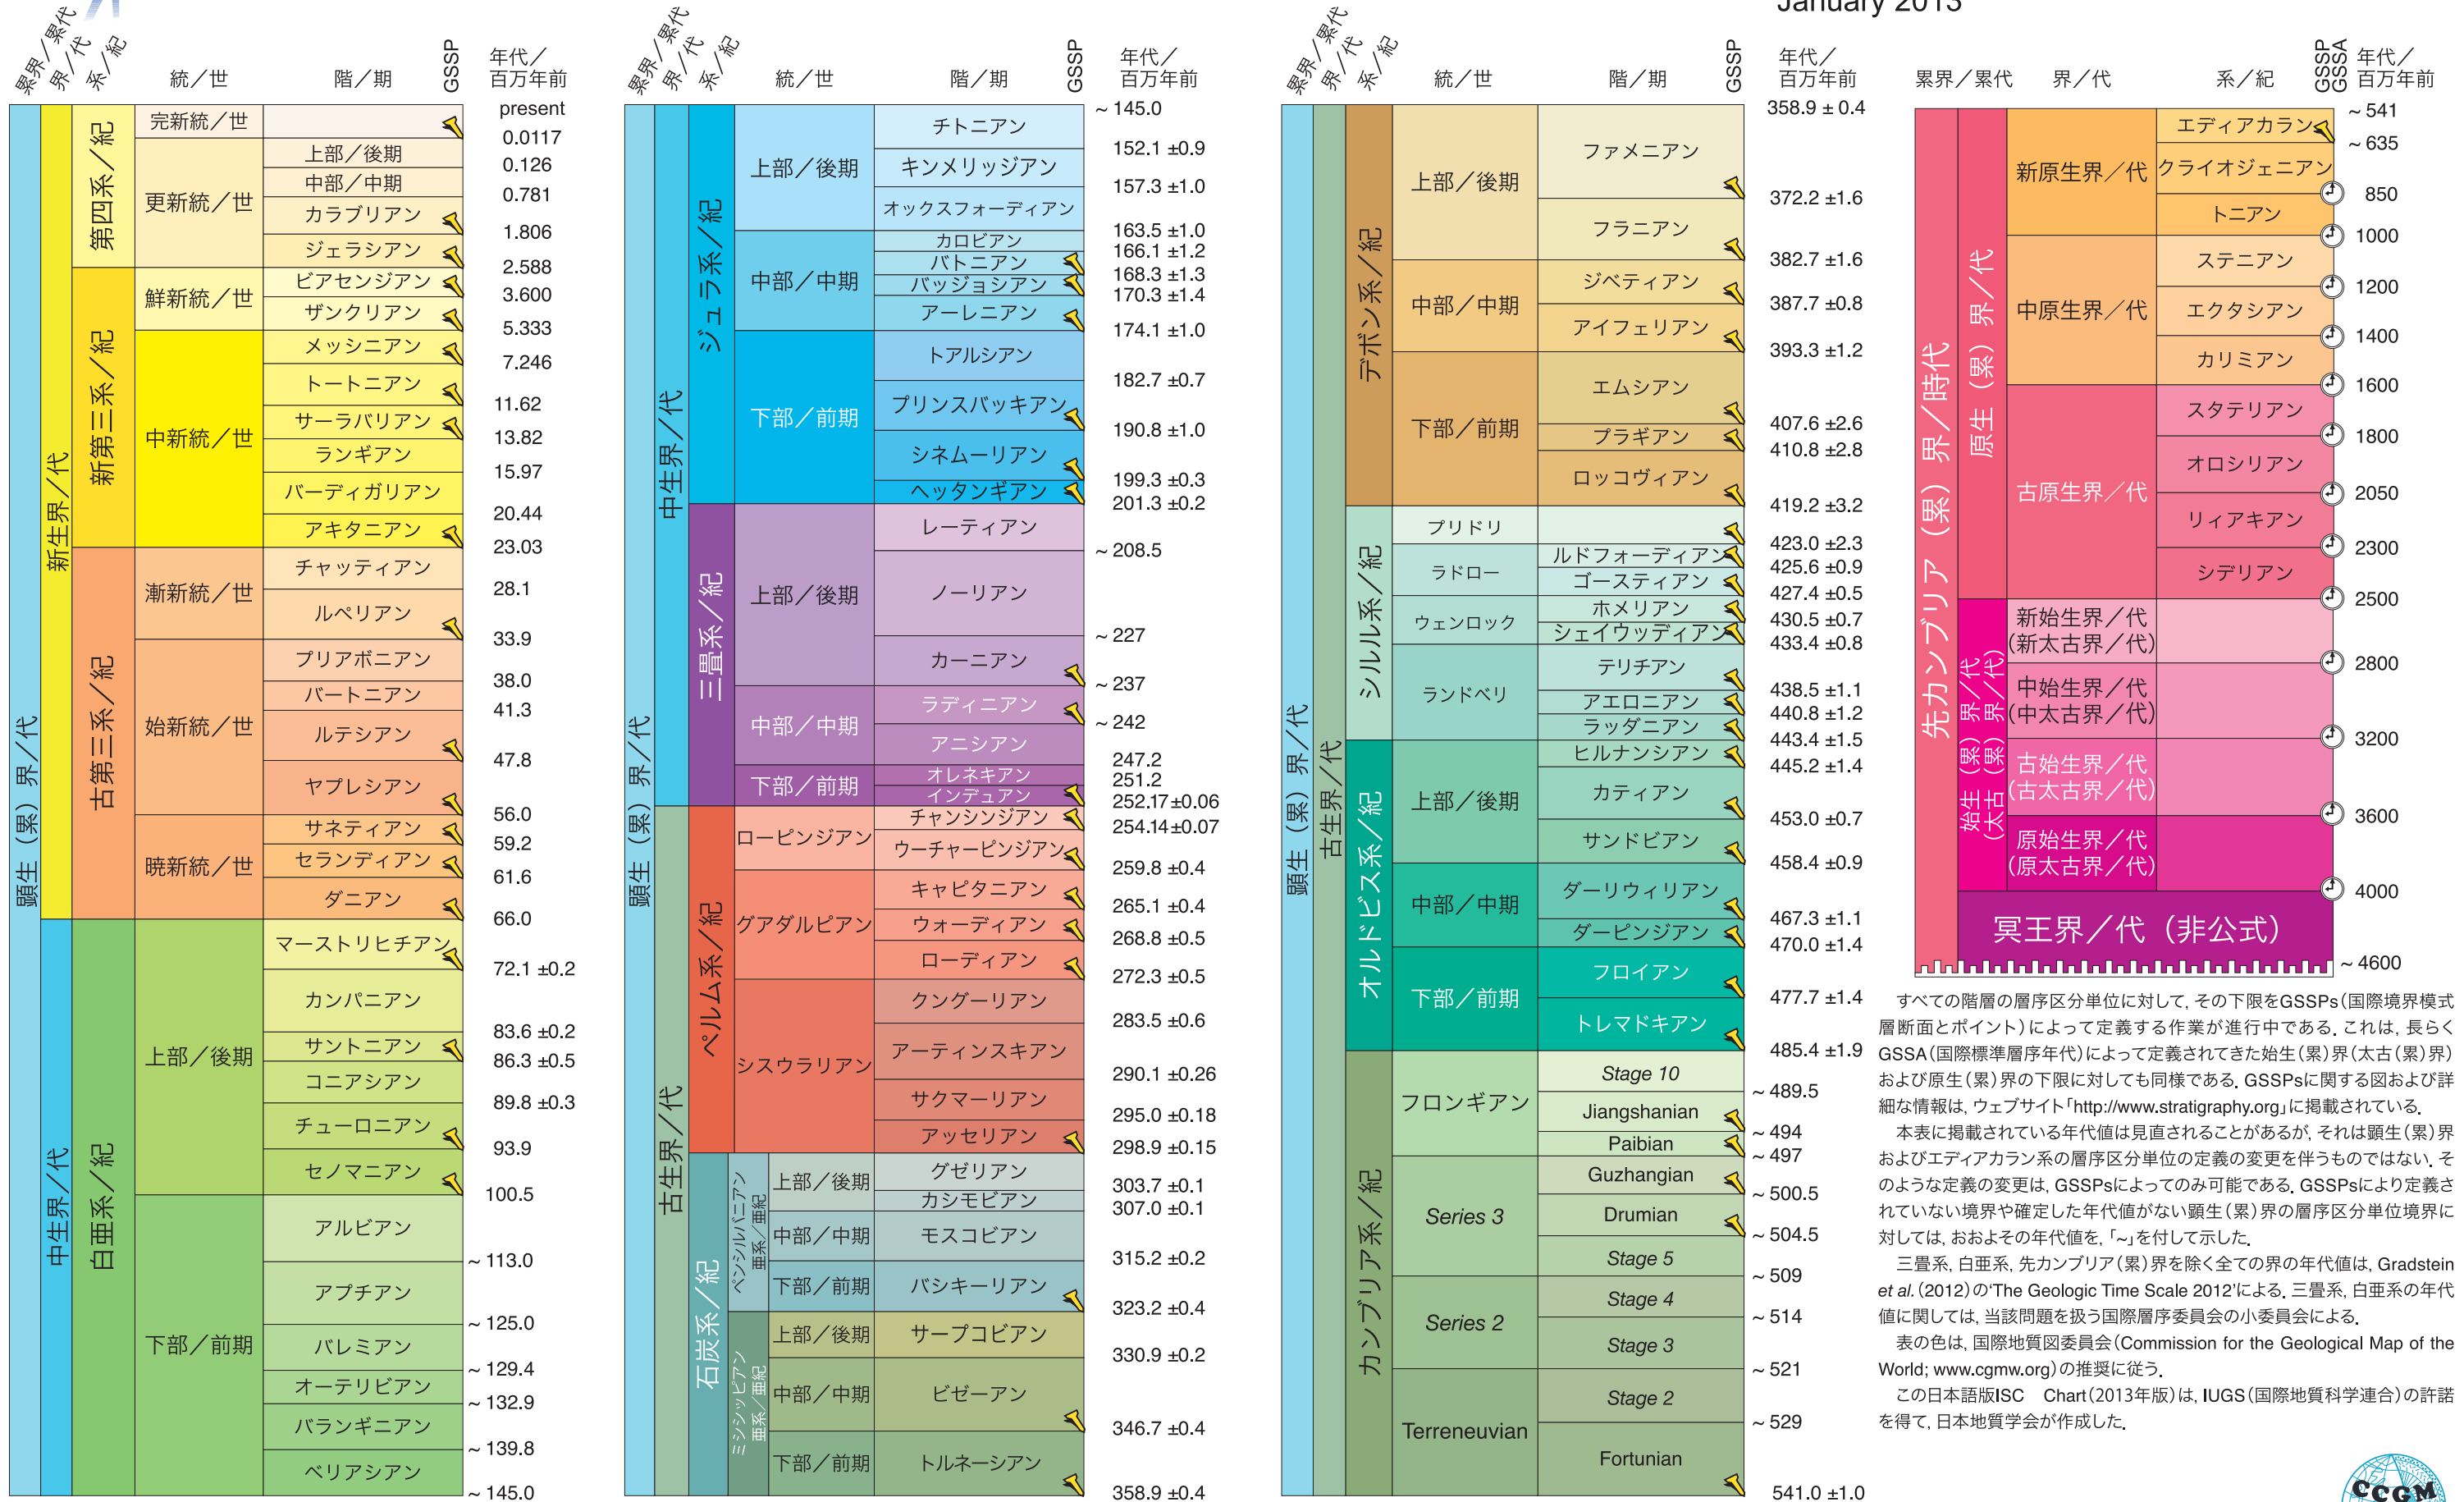 January 2013
累界／累代 界／代 系／紀 統／世 階／期 GSSP 年代／百万年前
顕生（累）界／代
新生界／代
第四系／紀
完新統／世
present
0.0117
更新統／世
上部／後期
0.126
中部／中期
0.781
カラブリアン
1.806
ジェラシアン
2.588
新第三系／紀
鮮新統／世
ピアセンジアン
3.600
ザンクリアン
5.333
中新統／世
メッシニアン
7.246
トートニアン
11.62
サーラバリアン
13.82
ランギアン
15.97
バーディガリアン
20.44
アキタニアン
23.03
古第三系／紀
漸新統／世
チャッティアン
28.1
ルペリアン
33.9
始新統／世
プリアボニアン
38.0
バートニアン
41.3
ルテシアン
47.8
ヤプレシアン
56.0
暁新統／世
サネティアン
59.2
セランディアン
61.6
ダニアン
66.0
中生界／代
白亜系／紀
上部／後期
マーストリヒチアン
72.1 ±0.2
カンパニアン
83.6 ±0.2
サントニアン
86.3 ±0.5
コニアシアン
89.8 ±0.3
チューロニアン
93.9
セノマニアン
100.5
下部／前期
アルビアン
~ 113.0
アプチアン
~ 125.0
バレミアン
~ 129.4
オーテリビアン
~ 132.9
バランギニアン
~ 139.8
ベリアシアン
~ 145.0
累界／累代 界／代 系／紀 統／世 階／期 GSSP 年代／百万年前
顕生（累）界／代
中生界／代
ジュラ系／紀
~ 145.0
上部／後期
チトニアン
152.1 ±0.9
キンメリッジアン
157.3 ±1.0
オックスフォーディアン
163.5 ±1.0
中部／中期
カロビアン
166.1 ±1.2
バトニアン
168.3 ±1.3
バッジョシアン
170.3 ±1.4
アーレニアン
174.1 ±1.0
下部／前期
トアルシアン
182.7 ±0.7
プリンスバッキアン
190.8 ±1.0
シネムーリアン
199.3 ±0.3
ヘッタンギアン
201.3 ±0.2
三畳系／紀
上部／後期
レーティアン
~ 208.5
ノーリアン
~ 227
カーニアン
~ 237
中部／中期
ラディニアン
~ 242
アニシアン
247.2
下部／前期
オレネキアン
251.2
インデュアン
252.17±0.06
古生界／代
ペルム系／紀
ローピンジアン
チャンシンジアン
254.14±0.07
ウーチャーピンジアン
259.8 ±0.4
グアダルピアン
キャピタニアン
265.1 ±0.4
ウォーディアン
268.8 ±0.5
ローディアン
272.3 ±0.5
シスウラリアン
クングーリアン
283.5 ±0.6
アーティンスキアン
290.1 ±0.26
サクマーリアン
295.0 ±0.18
アッセリアン
298.9 ±0.15
石炭系／紀
ペンシルバニアン
亜系／亜紀
上部／後期
グゼリアン
303.7 ±0.1
カシモビアン
307.0 ±0.1
中部／中期
モスコビアン
315.2 ±0.2
下部／前期
バシキーリアン
323.2 ±0.4
ミシシッピアン
亜系／亜紀
上部／後期
サープコビアン
330.9 ±0.2
中部／中期
ビゼーアン
346.7 ±0.4
下部／前期
トルネーシアン
358.9 ±0.4
累界／累代 界／代 系／紀 統／世 階／期 GSSP 年代／百万年前
顕生（累）界／代
古生界／代
デボン系／紀
358.9 ± 0.4
上部／後期
ファメニアン
372.2 ±1.6
フラニアン
382.7 ±1.6
中部／中期
ジベティアン
387.7 ±0.8
アイフェリアン
393.3 ±1.2
下部／前期
エムシアン
407.6 ±2.6
プラギアン
410.8 ±2.8
ロッコヴィアン
419.2 ±3.2
シルル系／紀
プリドリ
423.0 ±2.3
ラドロー
ルドフォーディアン
425.6 ±0.9
ゴースティアン
427.4 ±0.5
ウェンロック
ホメリアン
430.5 ±0.7
シェイウッディアン
433.4 ±0.8
ランドベリ
テリチアン
438.5 ±1.1
アエロニアン
440.8 ±1.2
ラッダニアン
443.4 ±1.5
オルドビス系／紀
上部／後期
ヒルナンシアン
445.2 ±1.4
カティアン
453.0 ±0.7
サンドビアン
458.4 ±0.9
中部／中期
ダーリウィリアン
467.3 ±1.1
ダーピンジアン
470.0 ±1.4
下部／前期
フロイアン
477.7 ±1.4
トレマドキアン
485.4 ±1.9
カンブリア系／紀
フロンギアン
Stage 10
~ 489.5
Jiangshanian
~ 494
Paibian
~ 497
Series 3
Guzhangian
~ 500.5
Drumian
~ 504.5
Stage 5
~ 509
Series 2
Stage 4
~ 514
Stage 3
~ 521
Terreneuvian
Stage 2
~ 529
Fortunian
541.0 ±1.0
累界／累代 界／代 系／紀 GSSP GSSA 年代／百万年前
先カンブリア（累）界／時代
原生（累）界／代
~ 541
新原生界／代
エディアカラン
~ 635
クライオジェニアン
850
トニアン
1000
中原生界／代
ステニアン
1200
エクタシアン
1400
カリミアン
1600
古原生界／代
スタテリアン
1800
オロシリアン
2050
リィアキアン
2300
シデリアン
2500
始生（累）界／代
（太古（累）界／代）
新始生界／代
(新太古界／代)
2800
中始生界／代
(中太古界／代)
3200
古始生界／代
(古太古界／代)
3600
原始生界／代
(原太古界／代)
4000
冥王界／代（非公式）
~ 4600
すべての階層の層序区分単位に対して，その下限をGSSPs（国際境界模式
層断面とポイント）によって定義する作業が進行中である．これは，長らく
GSSA（国際標準層序年代）によって定義されてきた始生（累）界（太古（累）界）
および原生（累）界の下限に対しても同様である．GSSPsに関する図および詳
細な情報は，ウェブサイト「http://www.stratigraphy.org」に掲載されている．
本表に掲載されている年代値は見直されることがあるが，それは顕生（累）界
およびエディアカラン系の層序区分単位の定義の変更を伴うものではない．そ
のような定義の変更は，GSSPsによってのみ可能である．GSSPsにより定義さ
れていない境界や確定した年代値がない顕生（累）界の層序区分単位境界に
対しては，おおよその年代値を，「~」を付して示した．
三畳系，白亜系，先カンブリア（累）界を除く全ての界の年代値は，Gradstein
et al.（2012）の‘The Geologic Time Scale 2012’による．三畳系，白亜系の年代
値に関しては，当該問題を扱う国際層序委員会の小委員会による．
表の色は，国際地質図委員会（Commission for the Geological Map of the
World; www.cgmw.org）の推奨に従う．
この日本語版ISC Chart（2013年版）は，IUGS（国際地質科学連合）の許諾
を得て，日本地質学会が作成した．
CCGM